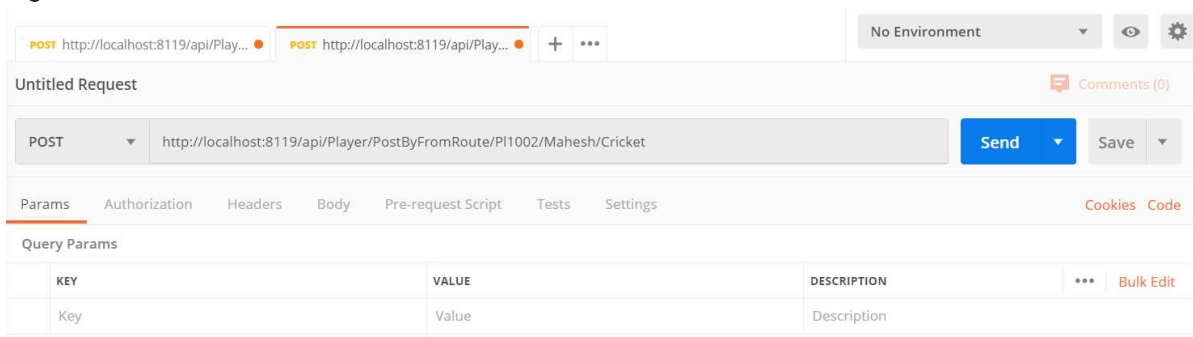 POST http://localhost:8119/api/Play... POST http://localhost:8119/api/Play... + ••• No Environment
Untitled Request Comments (0)
POST http://localhost:8119/api/Player/PostByFromRoute/Pl1002/Mahesh/Cricket Send Save
Params Authorization Headers Body Pre-request Script Tests Settings Cookies Code
Query Params
KEY VALUE DESCRIPTION ••• Bulk Edit
Key Value Description